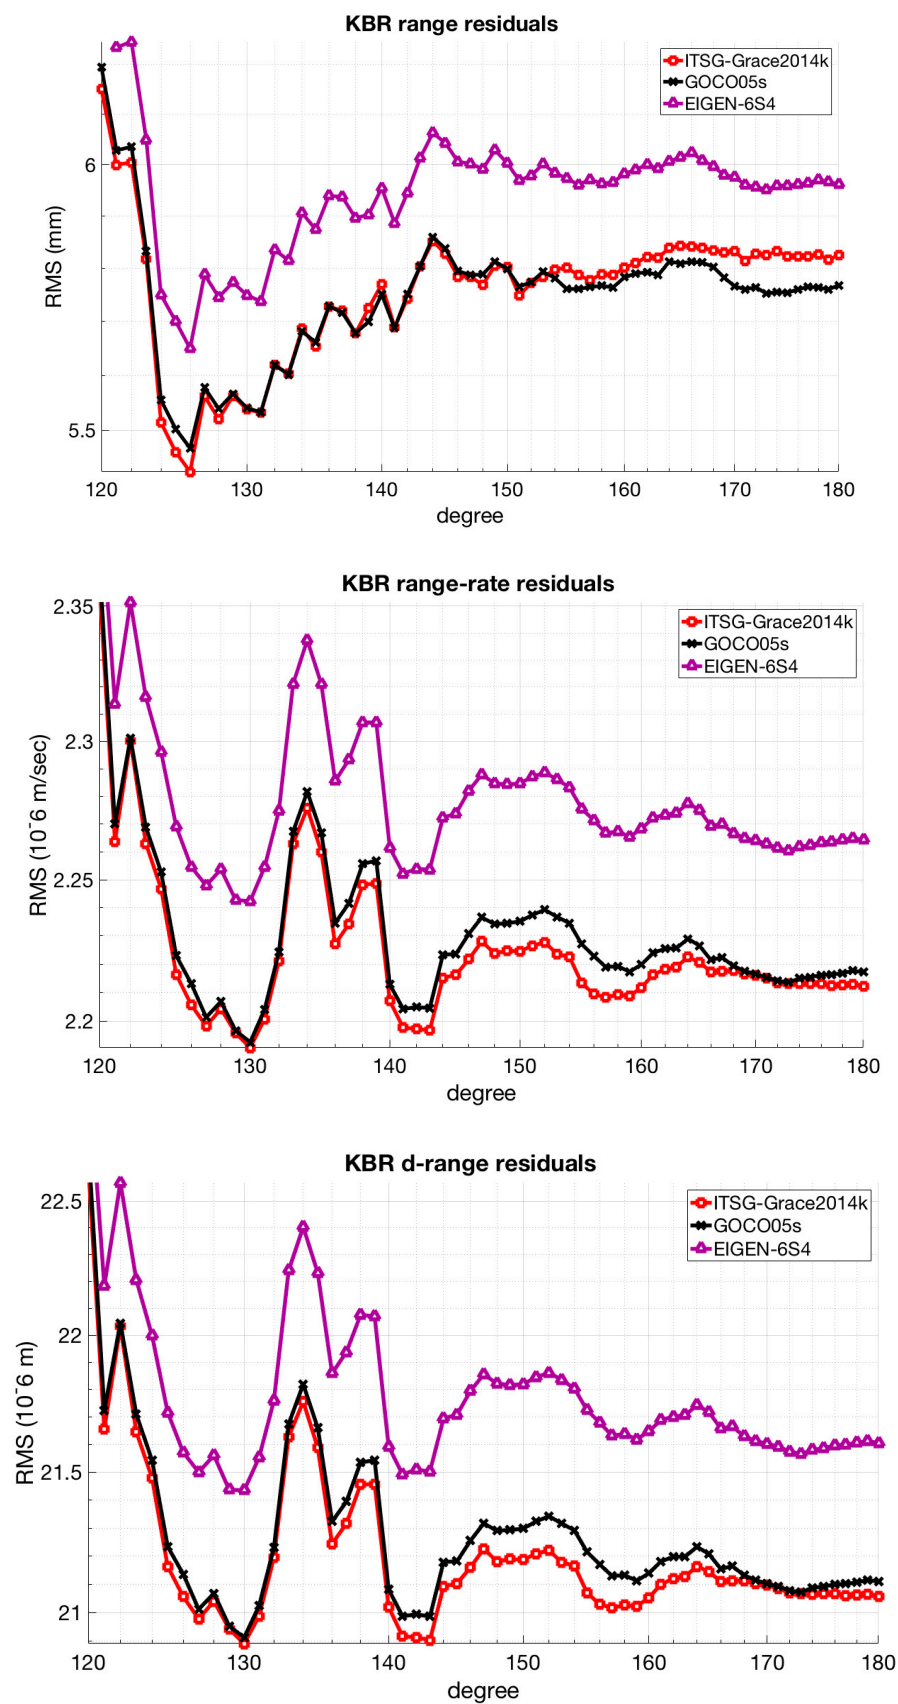 KBR range residuals
ITSG-Grace2014k
GOCO05s
EIGEN-6S4
6
5.5
RMS (mm)
120 130 140 150 160 170 180
degree
KBR range-rate residuals
ITSG-Grace2014k
GOCO05s
EIGEN-6S4
2.35
2.3
2.25
2.2
RMS (10⁻6 m/sec)
120 130 140 150 160 170 180
degree
KBR d-range residuals
ITSG-Grace2014k
GOCO05s
EIGEN-6S4
22.5
22
21.5
21
RMS (10⁻6 m)
120 130 140 150 160 170 180
degree